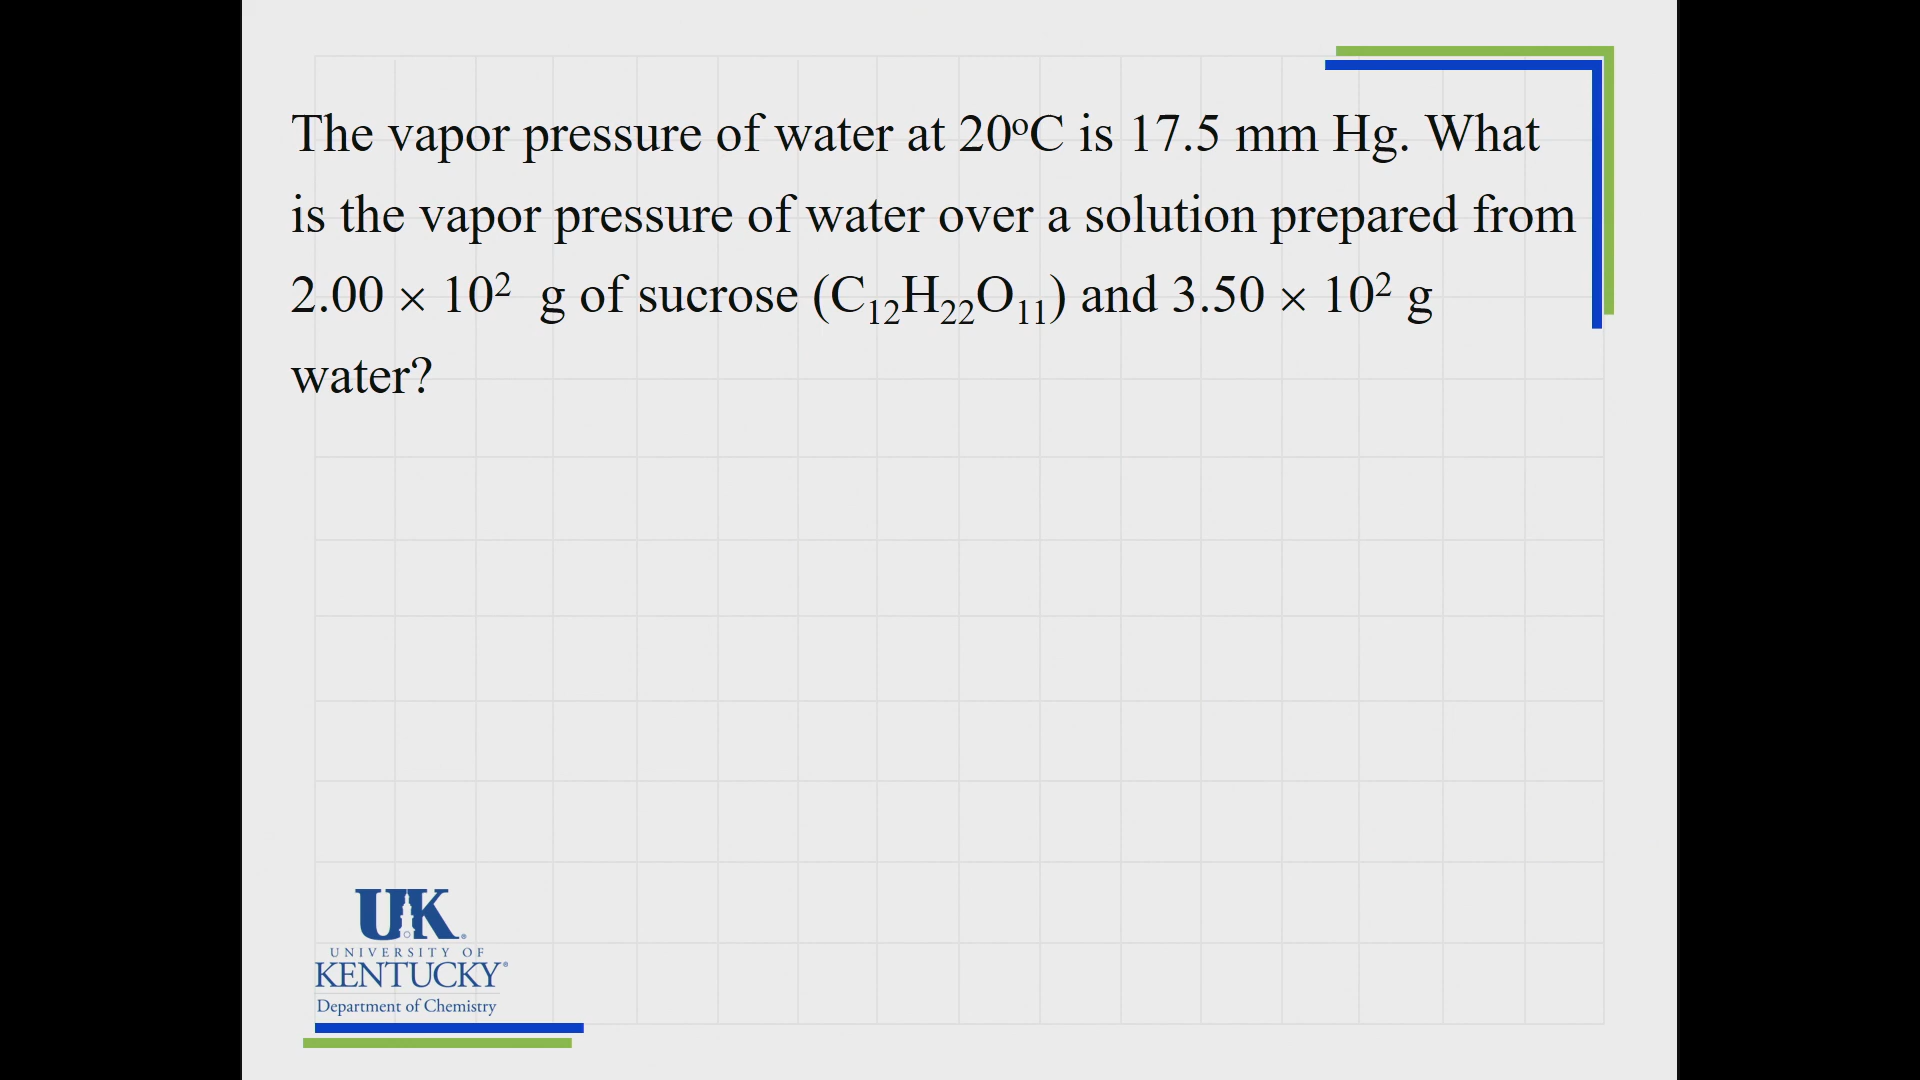 The vapor pressure of water at 20°C is 17.5 mm Hg. What
is the vapor pressure of water over a solution prepared from
2.00 × 10² g of sucrose (C₁₂H₂₂O₁₁) and 3.50 × 10² g
water?
UK
UNIVERSITY OF
KENTUCKY®
Department of Chemistry